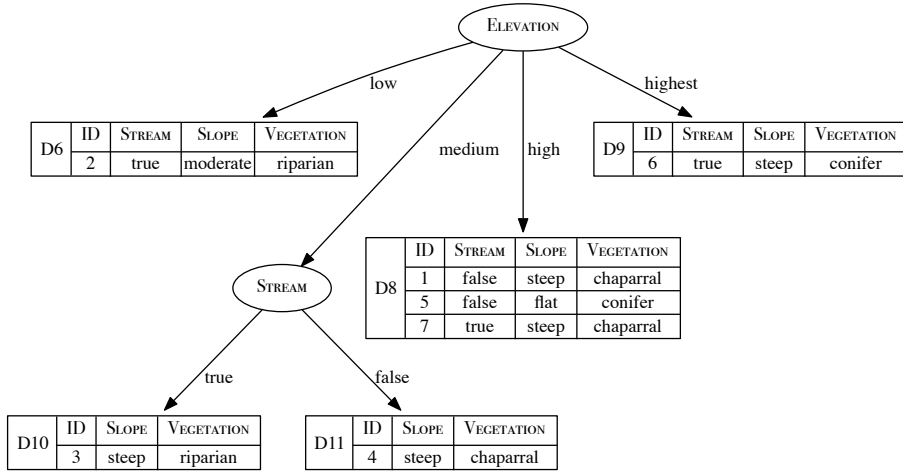 ELEVATION
low
medium
high
highest
D6
ID STREAM SLOPE VEGETATION
2 true moderate riparian
D9
ID STREAM SLOPE VEGETATION
6 true steep conifer
D8
ID STREAM SLOPE VEGETATION
1 false steep chaparral
5 false flat conifer
7 true steep chaparral
STREAM
true
false
D10
ID SLOPE VEGETATION
3 steep riparian
D11
ID SLOPE VEGETATION
4 steep chaparral